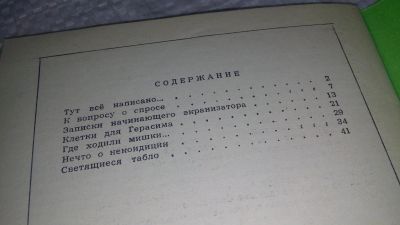 СОДЕРЖАНИЕ
Тут всё написано... 2
К вопросу о спросе 7
Записки начинающего экранизатора 13
Клетки для Герасима 21
Где ходили мишки... 29
Нечто о некондиции 34
Светящиеся табло 41